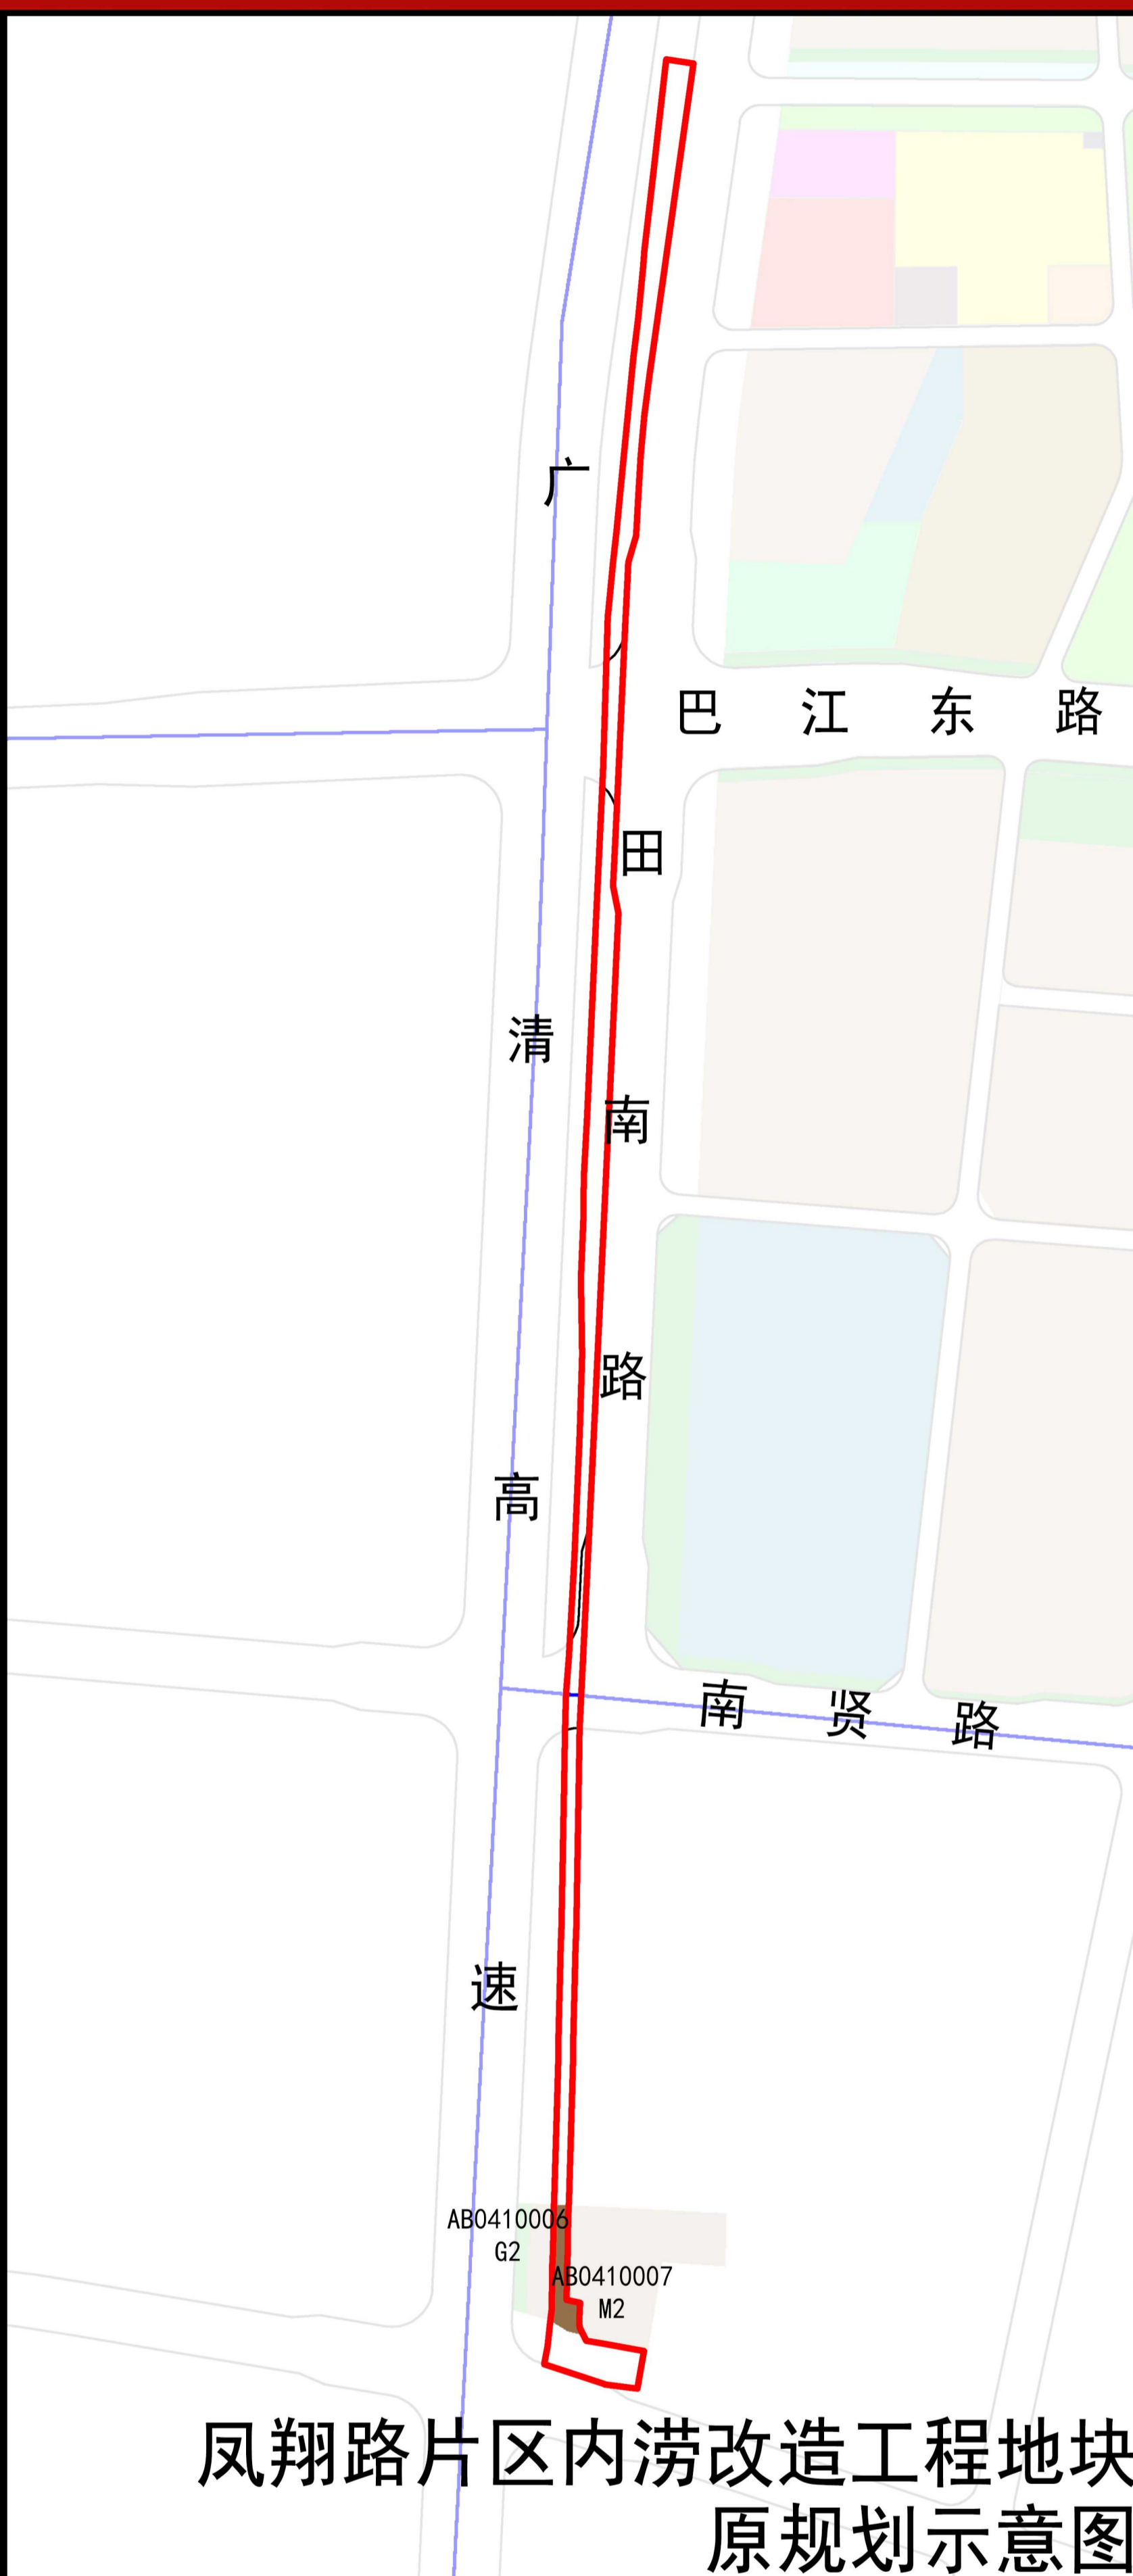 广清高速
田南路
巴江东路
南贤路
AB0410006
G2
AB0410007
M2
凤翔路片区内涝改造工程地块
原规划示意图